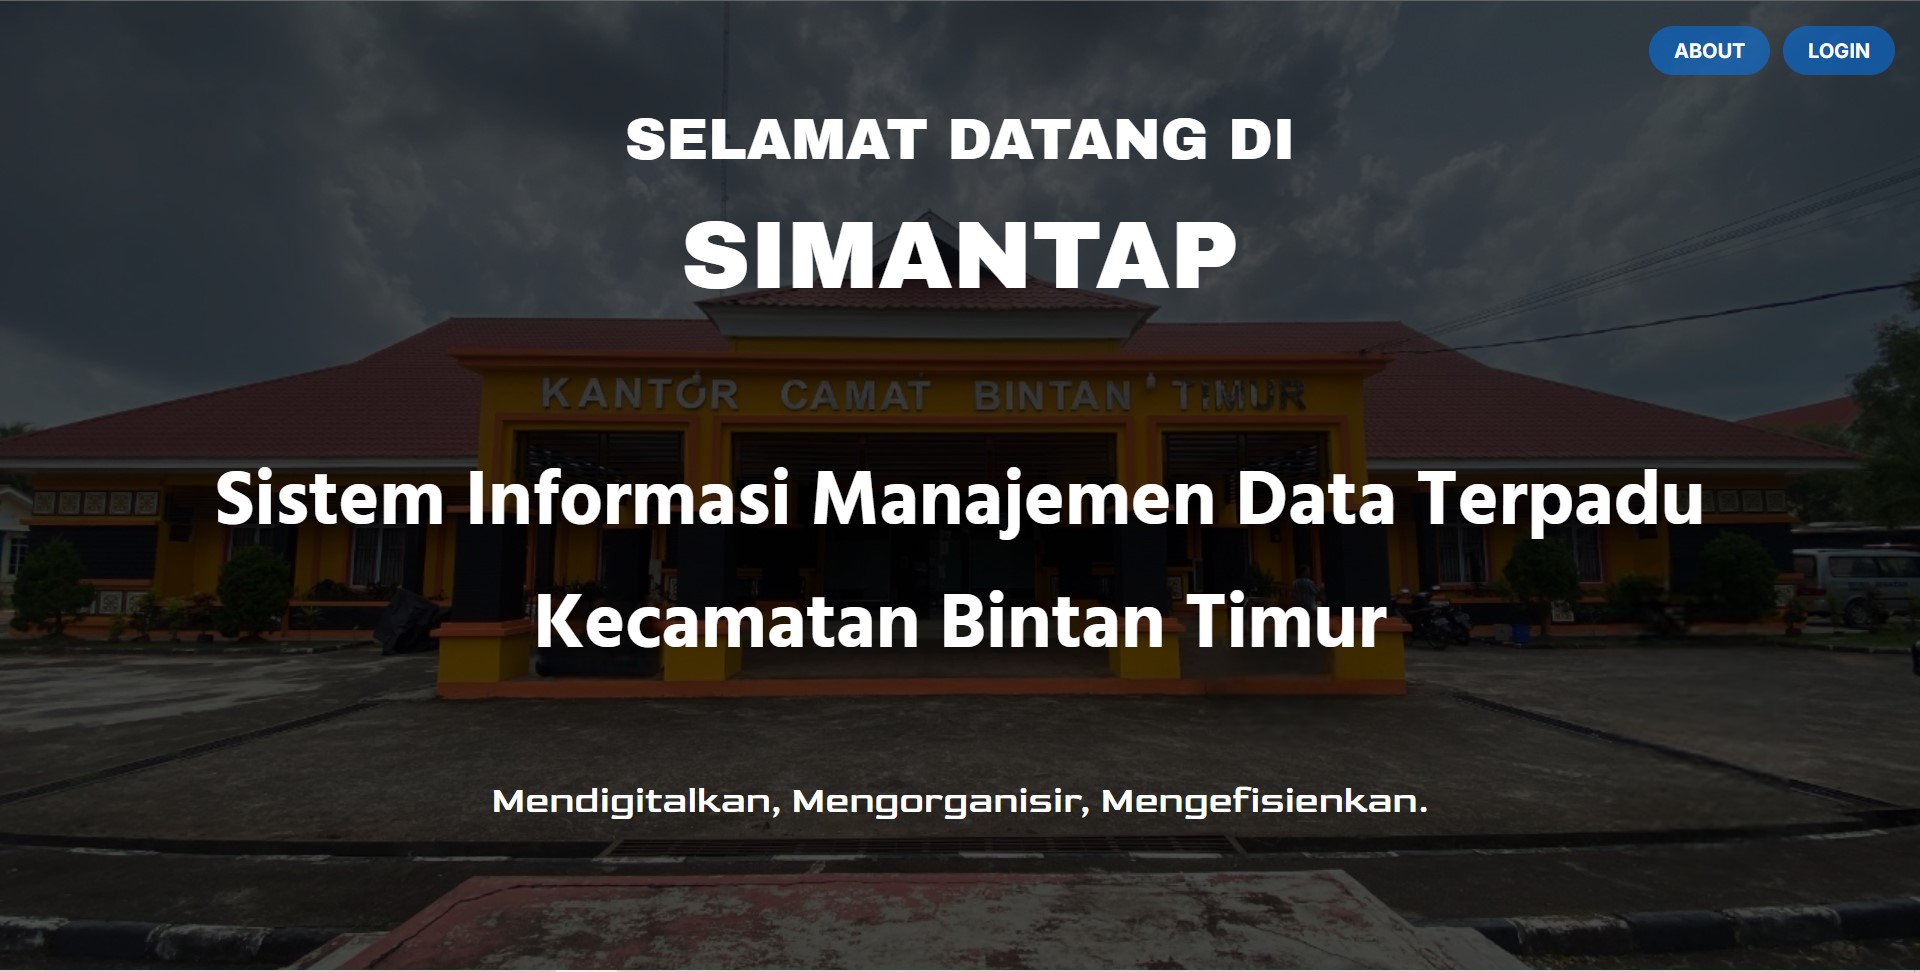 ABOUT LOGIN
SELAMAT DATANG DI
SIMANTAP
KANTOR CAMAT BINTAN TIMUR
Sistem Informasi Manajemen Data Terpadu
Kecamatan Bintan Timur
Mendigitalkan, Mengorganisir, Mengefisienkan.